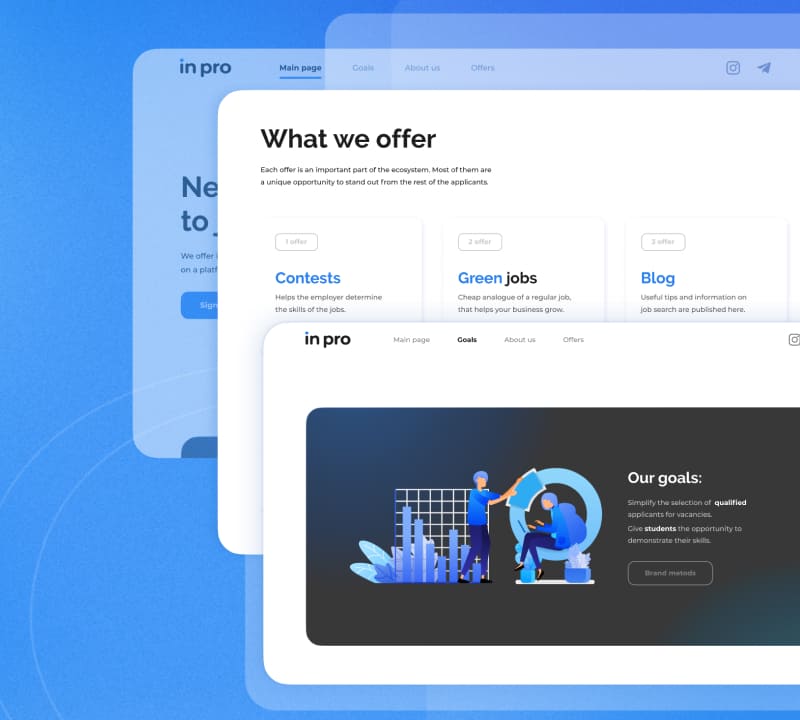 in pro
Main page Goals About us Offers
Ne
to
We offer
on a platf
Sign
What we offer
Each offer is an important part of the ecosystem. Most of them are
a unique opportunity to stand out from the rest of the applicants.
1 offer
Contests
Helps the employer determine
the skills of the jobs.
2 offer
Green jobs
Cheap analogue of a regular job,
that helps your business grow.
3 offer
Blog
Useful tips and information on
job search are published here.
in pro
Main page Goals About us Offers
Our goals:
Simplify the selection of qualified
applicants for vacancies.
Give students the opportunity to
demonstrate their skills.
Brand metods